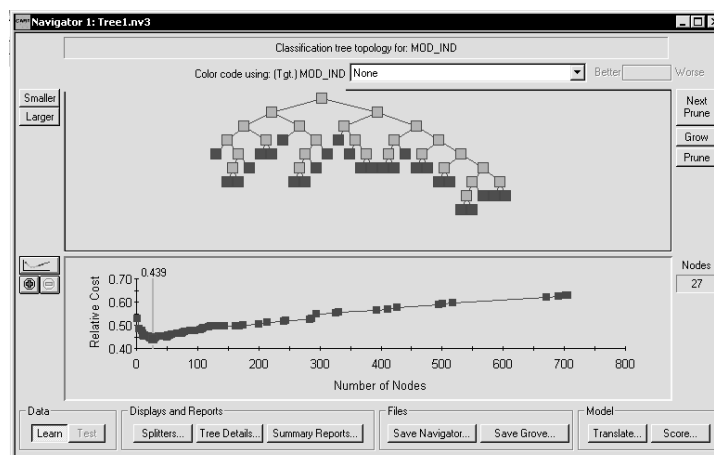 CART Navigator 1: Tree1.nv3
Classification tree topology for: MOD_IND
Color code using: (Tgt.) MOD_IND None Better Worse
Smaller
Larger
Next Prune
Grow
Prune
0.439
Relative Cost
0.70
0.60
0.50
0.40
0 100 200 300 400 500 600 700 800
Number of Nodes
Nodes
27
Data Displays and Reports Files Model
Learn Test Splitters... Tree Details... Summary Reports... Save Navigator... Save Grove... Translate... Score...